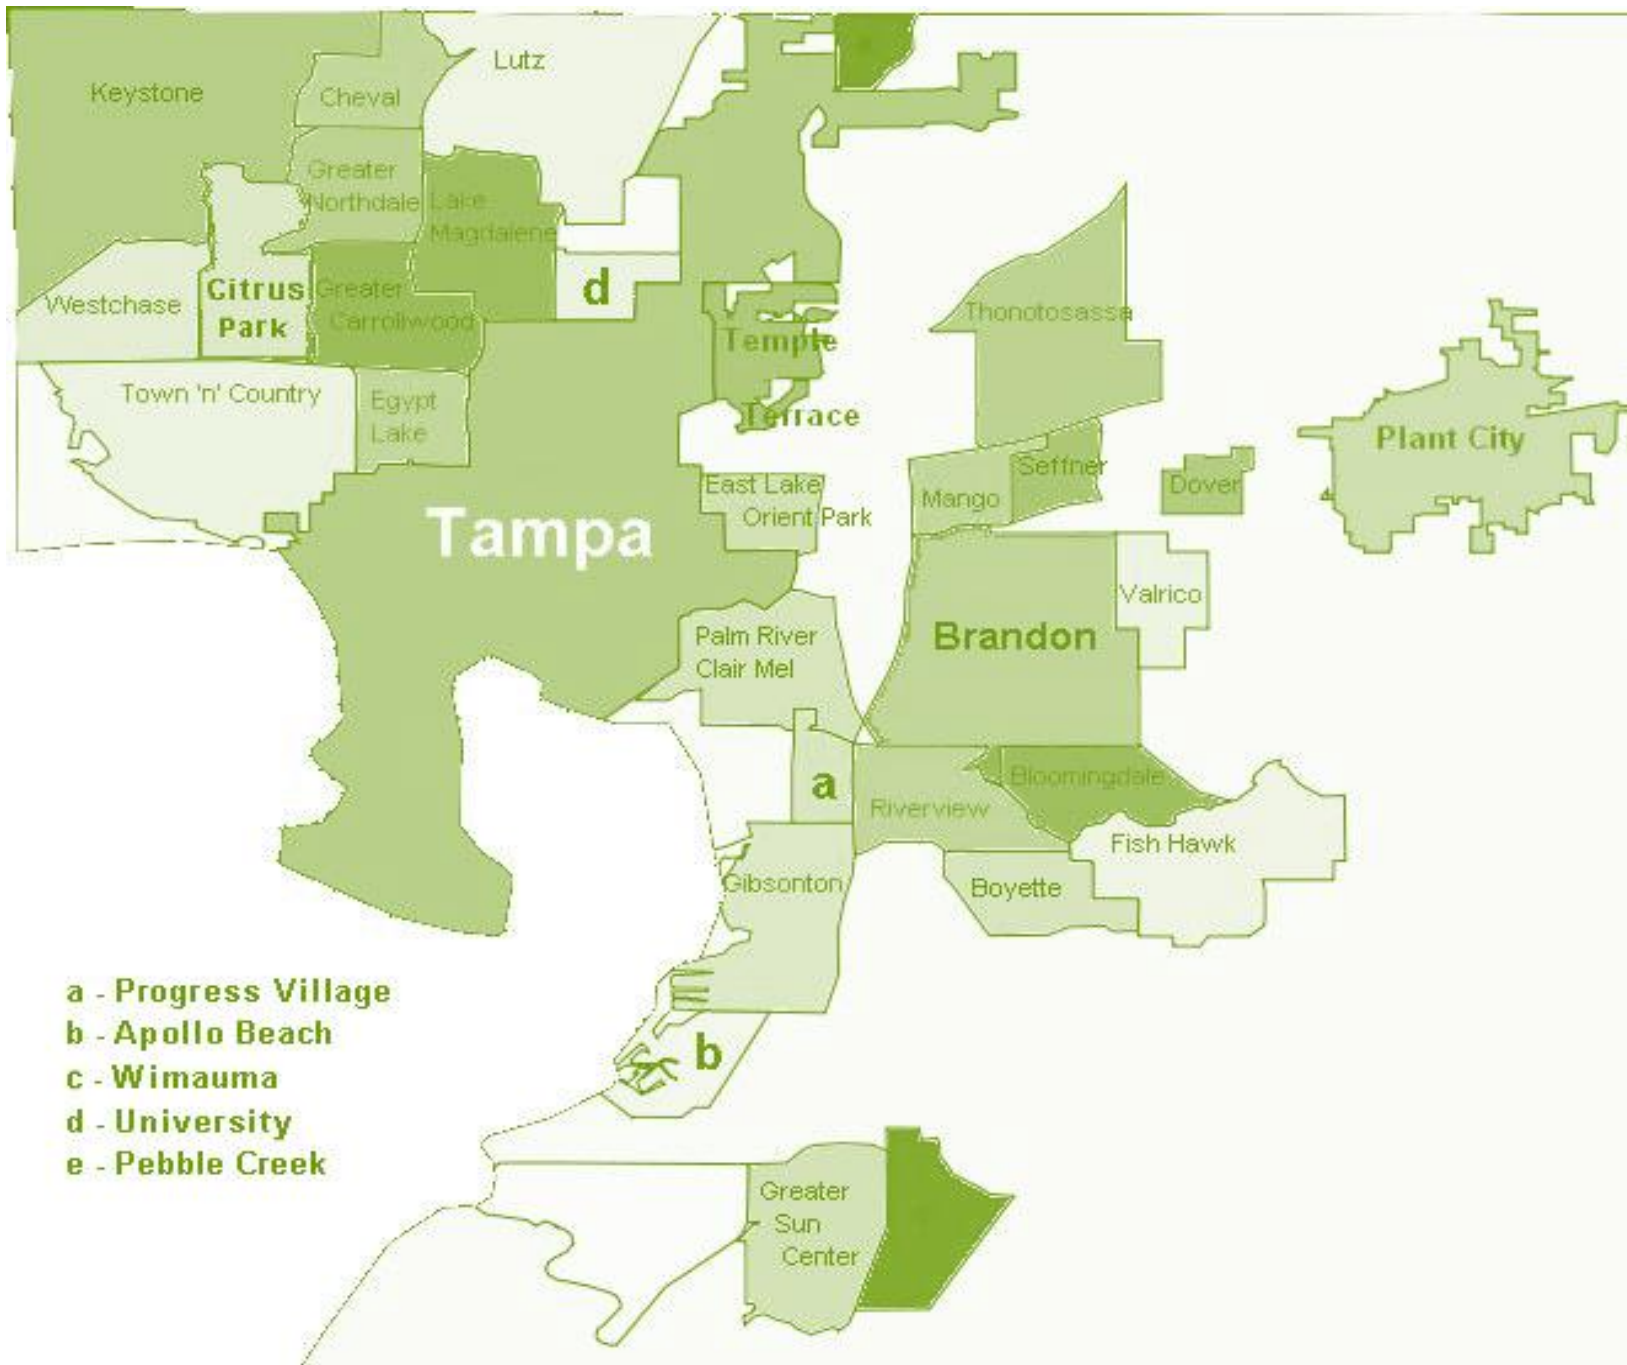 Lutz
Keystone
Cheval
Greater
Northdale
Lake
Magdalene
Citrus
Park
Westchase
Greater
Carrollwood
d
Thonotosassa
Temple
Terrace
Town 'n' Country
Egypt
Lake
Plant City
Seffner
Mango
Dover
East Lake
Orient Park
Tampa
Valrico
Palm River
Clair Mel
Brandon
a
Bloomingdale
Riverview
Fish Hawk
Gibsonton
Boyette
b
a - Progress Village
b - Apollo Beach
c - Wimauma
d - University
e - Pebble Creek
Greater
Sun
Center